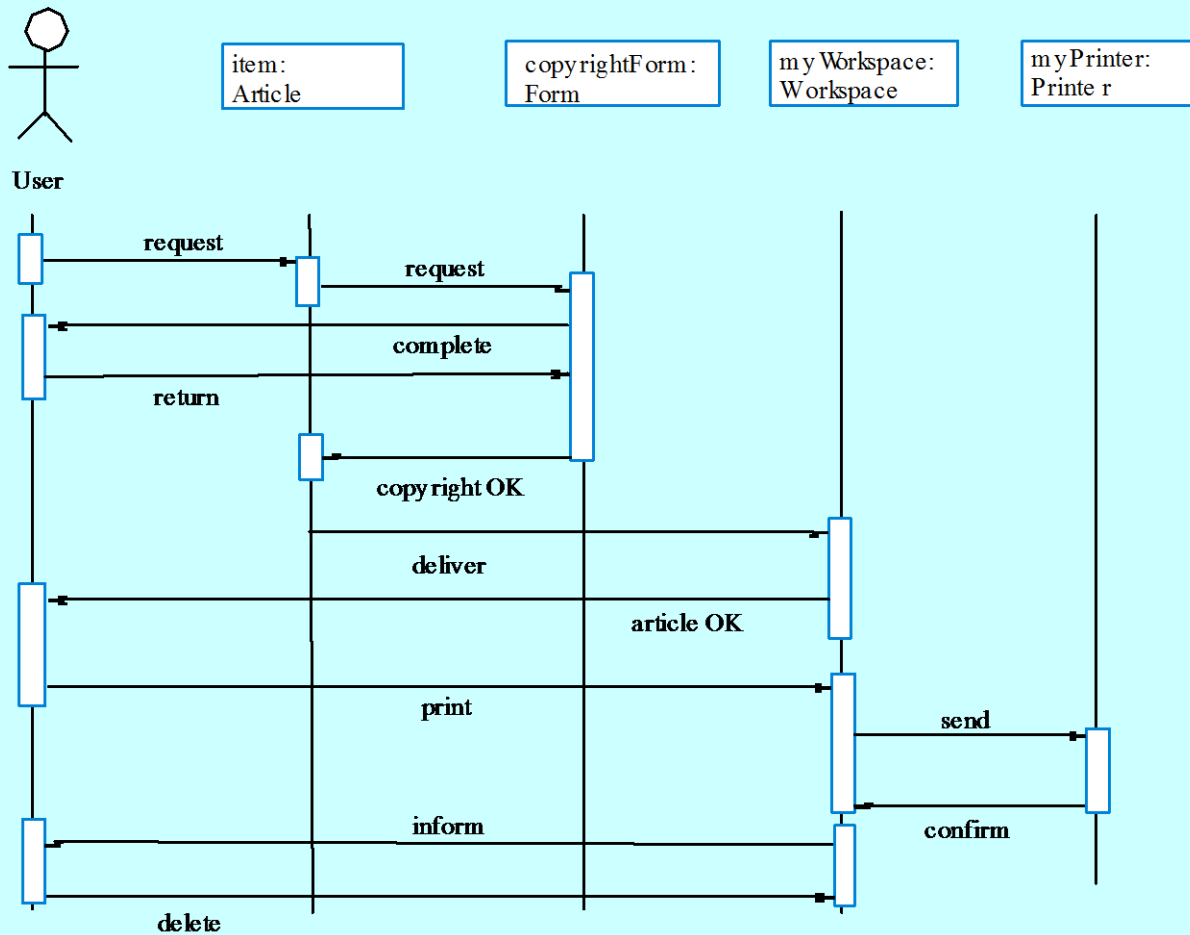 item:
Article
copyrightForm:
Form
myWorkspace:
Workspace
myPrinter:
Printe r
User
request
request
complete
return
copyright OK
deliver
article OK
print
send
inform
confirm
delete